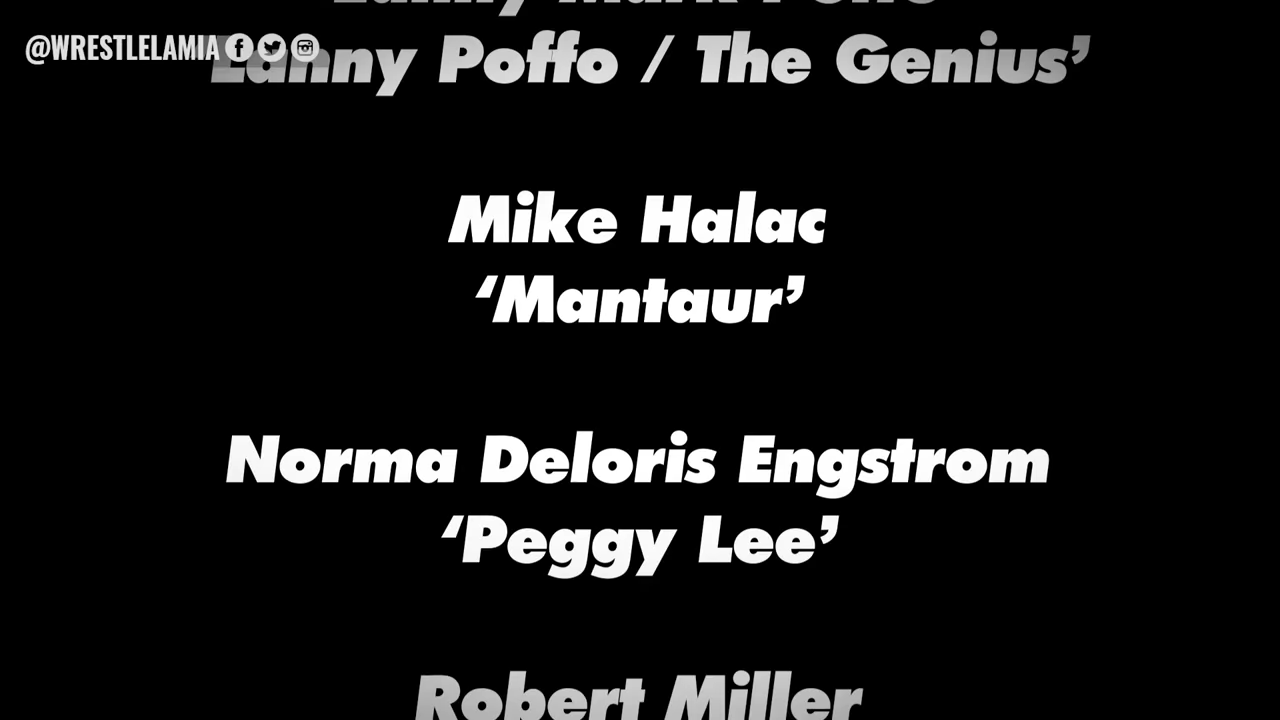 @WRESTLELAMIA
Lanny Poffo / The Genius’
Mike Halac
‘Mantaur’
Norma Deloris Engstrom
‘Peggy Lee’
Robert Miller